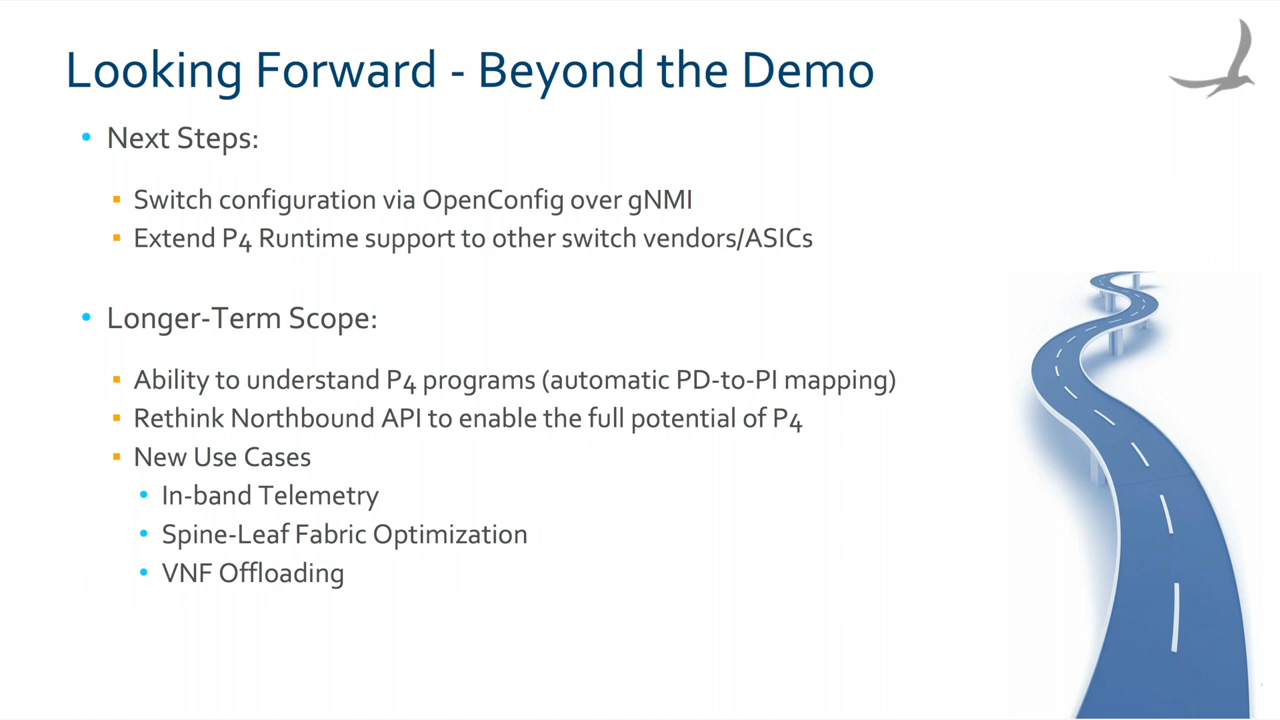 Looking Forward - Beyond the Demo
Next Steps:
Switch configuration via OpenConfig over gNMI
Extend P4 Runtime support to other switch vendors/ASICs
Longer-Term Scope:
Ability to understand P4 programs (automatic PD-to-PI mapping)
Rethink Northbound API to enable the full potential of P4
New Use Cases
In-band Telemetry
Spine-Leaf Fabric Optimization
VNF Offloading